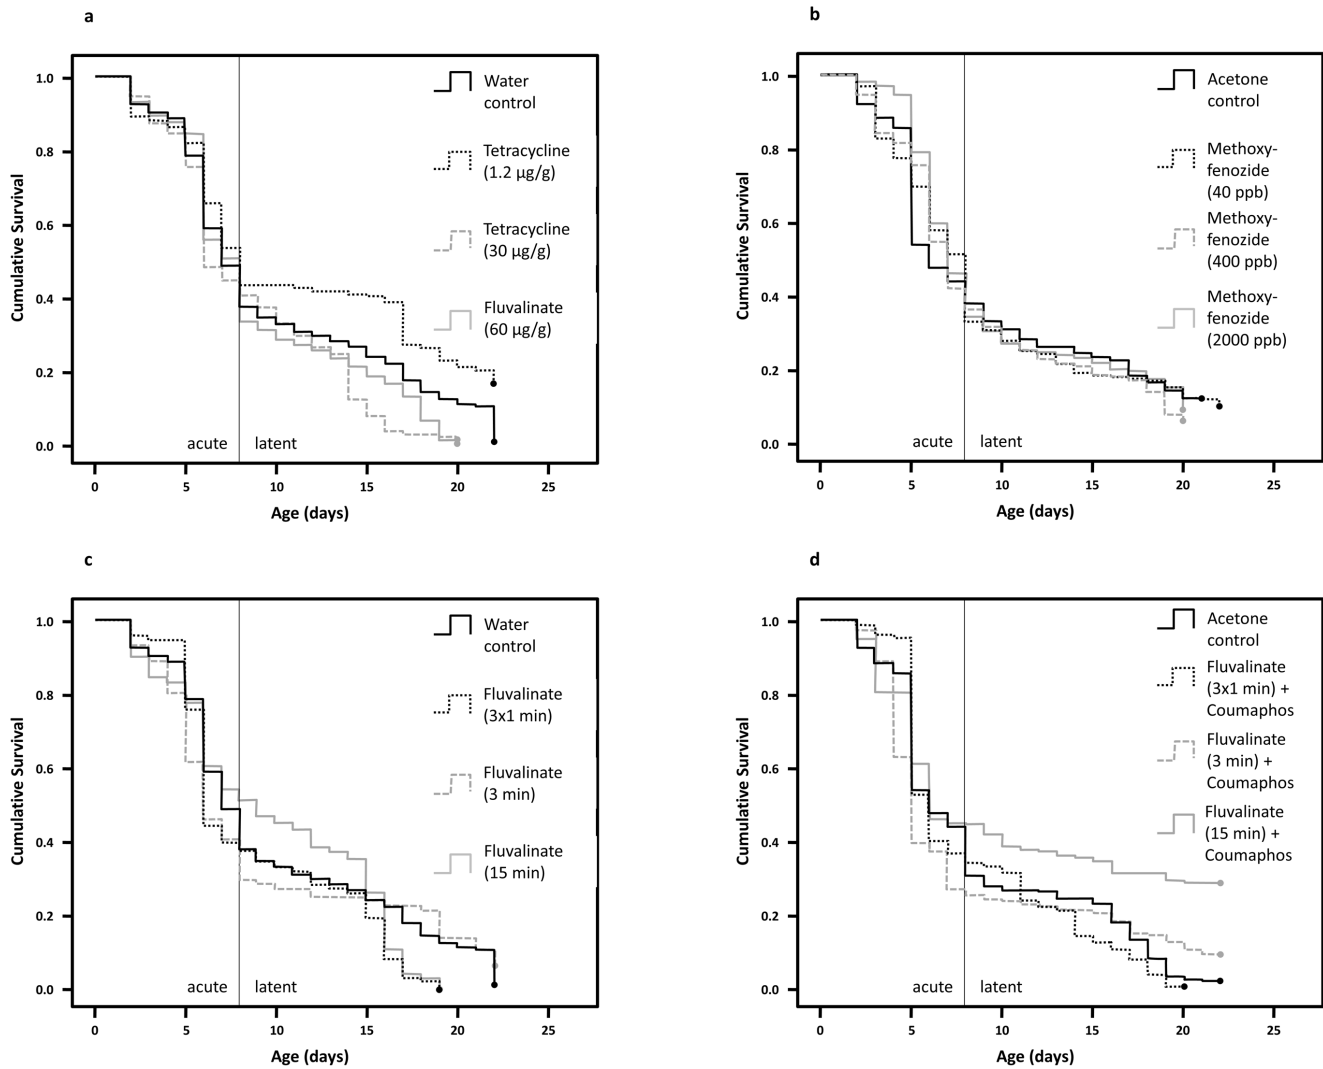 a
1.0
0.8
0.6
0.4
0.2
0.0
Cumulative Survival
Water
control
Tetracycline
(1.2 µg/g)
Tetracycline
(30 µg/g)
Fluvalinate
(60 µg/g)
acute
latent
0 5 10 15 20 25
Age (days)
b
1.0
0.8
0.6
0.4
0.2
0.0
Cumulative Survival
Acetone
control
Methoxy-
fenozide
(40 ppb)
Methoxy-
fenozide
(400 ppb)
Methoxy-
fenozide
(2000 ppb)
acute
latent
0 5 10 15 20 25
Age (days)
c
1.0
0.8
0.6
0.4
0.2
0.0
Cumulative Survival
Water
control
Fluvalinate
(3x1 min)
Fluvalinate
(3 min)
Fluvalinate
(15 min)
acute
latent
0 5 10 15 20 25
Age (days)
d
1.0
0.8
0.6
0.4
0.2
0.0
Cumulative Survival
Acetone
control
Fluvalinate
(3x1 min) +
Coumaphos
Fluvalinate
(3 min) +
Coumaphos
Fluvalinate
(15 min) +
Coumaphos
acute
latent
0 5 10 15 20 25
Age (days)